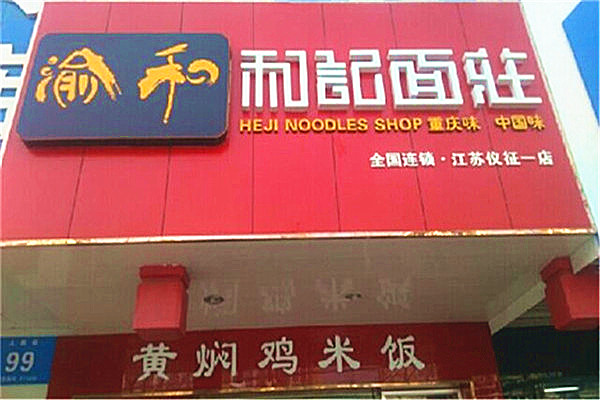 渝和
和記面莊
HEJI NOODLES SHOP 重庆味 中国味
全国连锁·江苏仪征一店
黄焖鸡米饭
99